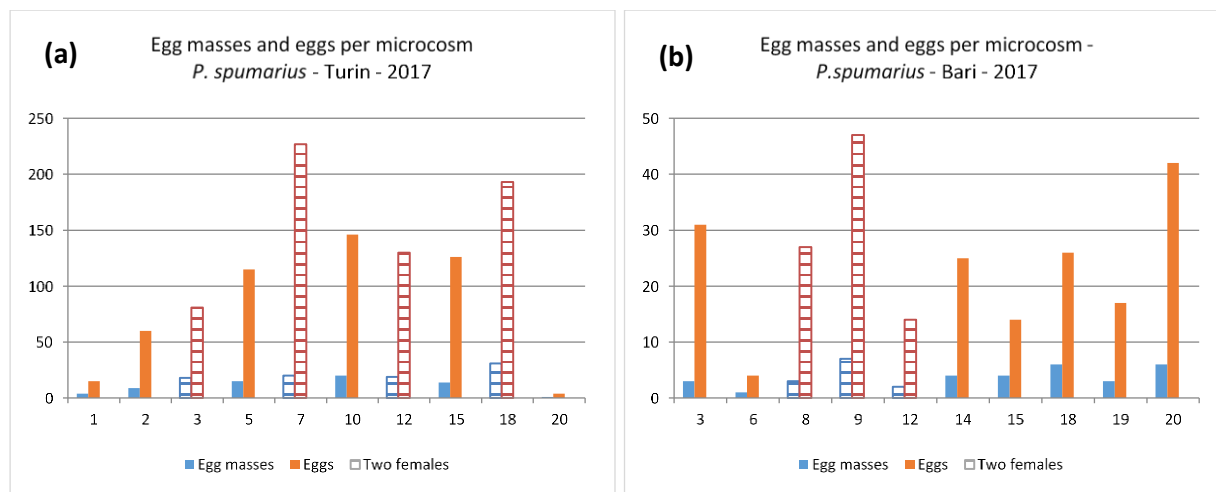 (a)
Egg masses and eggs per microcosm
P. spumarius - Turin - 2017
250
200
150
100
50
0
1 2 3 5 7 10 12 15 18 20
Egg masses Eggs Two females
(b)
Egg masses and eggs per microcosm -
P.spumarius - Bari - 2017
50
40
30
20
10
0
3 6 8 9 12 14 15 18 19 20
Egg masses Eggs Two females